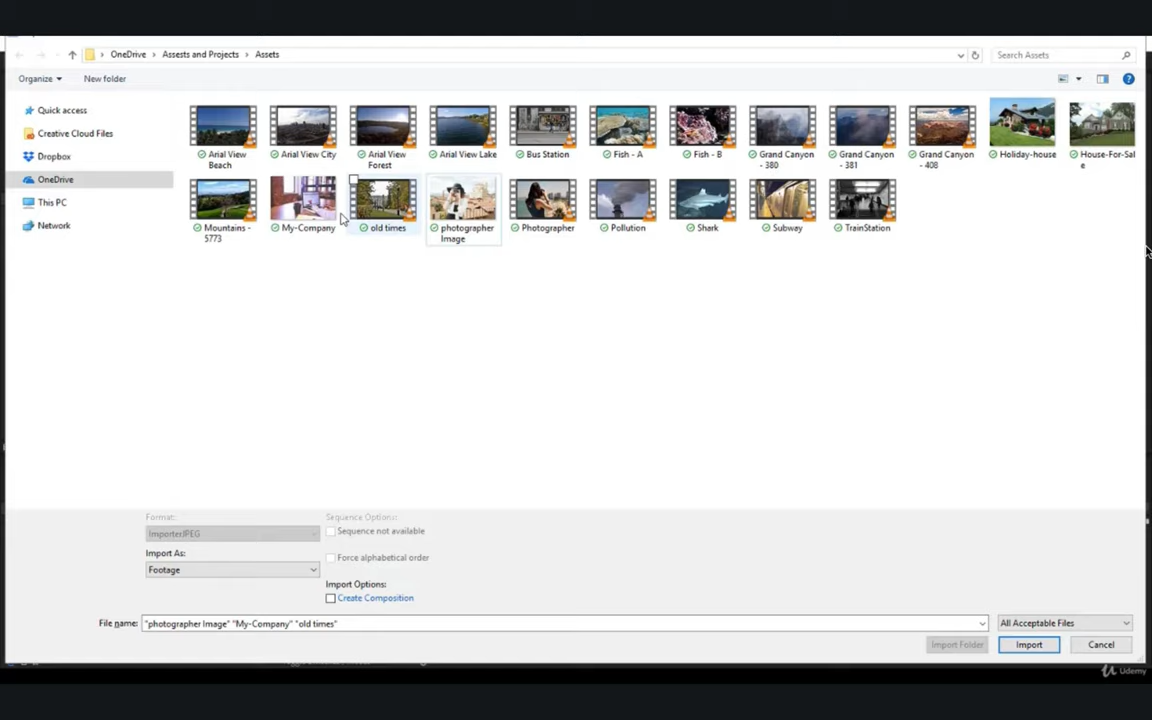 OneDrive > Assests and Projects > Assets
Search Assets
Organize
New folder
Quick access
Creative Cloud Files
Dropbox
OneDrive
This PC
Network
Arial View Beach
Arial View City
Arial View Forest
Arial View Lake
Bus Station
Fish - A
Fish - B
Grand Canyon - 380
Grand Canyon - 381
Grand Canyon - 408
Holiday-house
House-For-Sale
Mountains - 5773
My-Company
old times
photographer Image
Photographer
Pollution
Shark
Subway
TrainStation
Format:
ImporterJPEG
Import As:
Footage
Sequence Options:
Sequence not available
Force alphabetical order
Import Options:
Create Composition
File name:
"photographer Image" "My-Company" "old times"
All Acceptable Files
Import Folder
Import
Cancel
Udemy